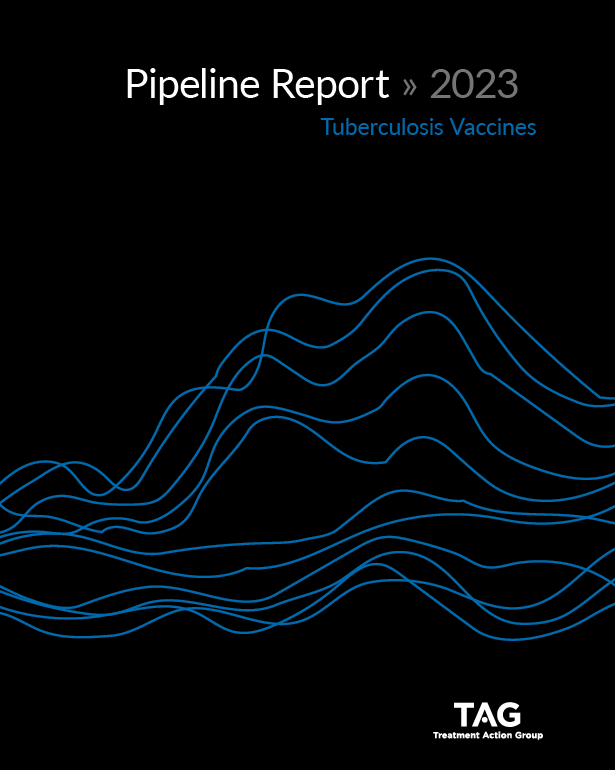 Pipeline Report » 2023
Tuberculosis Vaccines
TAG
Treatment Action Group